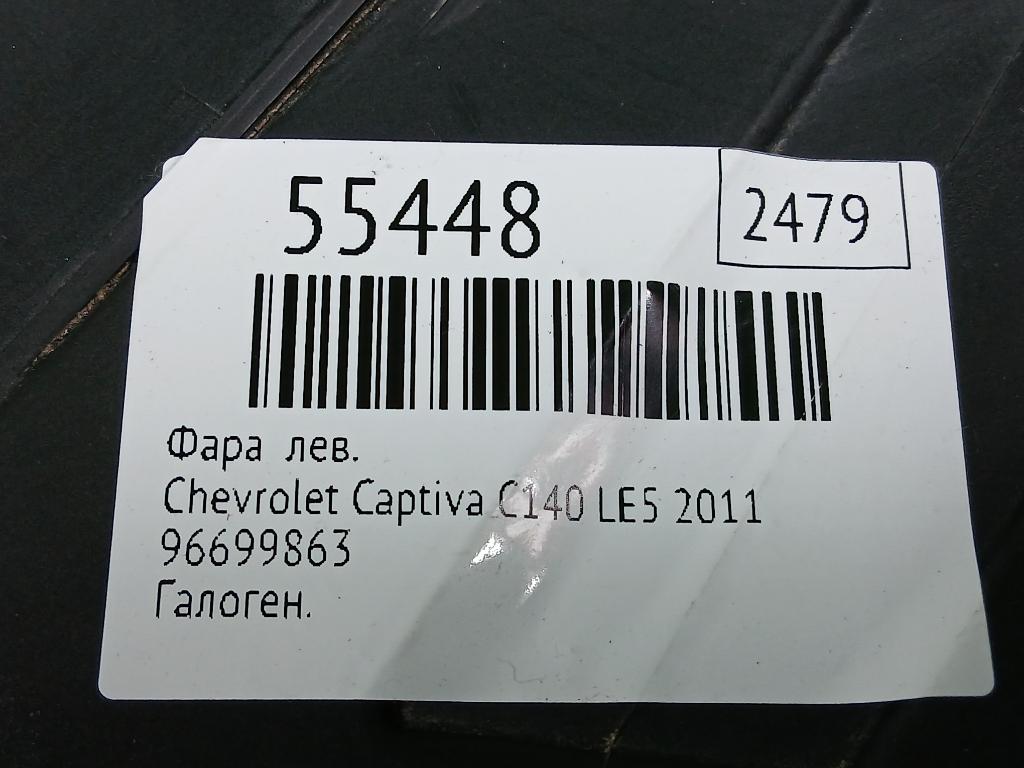 55448
2479
Фара лев.
Chevrolet Captiva C140 LE5 2011
96699863
Галоген.